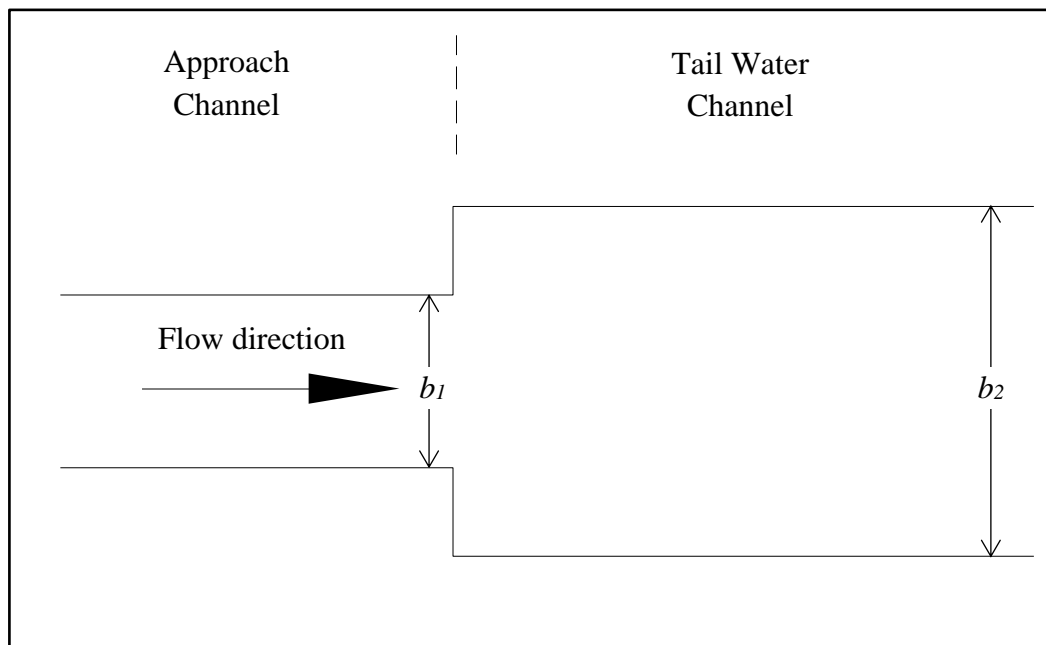 Approach
Channel
Tail Water
Channel
Flow direction
b1
b2